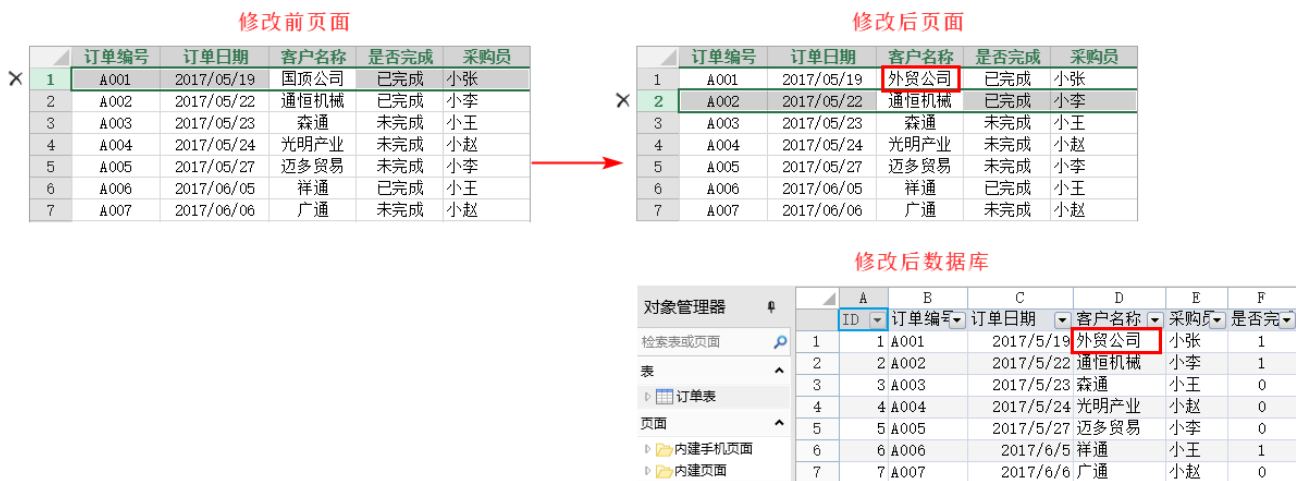 修改前页面
订单编号 订单日期 客户名称 是否完成 采购员
1 A001 2017/05/19 国顶公司 已完成 小张
2 A002 2017/05/22 通恒机械 已完成 小李
3 A003 2017/05/23 森通 未完成 小王
4 A004 2017/05/24 光明产业 未完成 小赵
5 A005 2017/05/27 迈多贸易 未完成 小李
6 A006 2017/06/05 祥通 已完成 小王
7 A007 2017/06/06 广通 未完成 小赵
修改后页面
订单编号 订单日期 客户名称 是否完成 采购员
1 A001 2017/05/19 外贸公司 已完成 小张
2 A002 2017/05/22 通恒机械 已完成 小李
3 A003 2017/05/23 森通 未完成 小王
4 A004 2017/05/24 光明产业 未完成 小赵
5 A005 2017/05/27 迈多贸易 未完成 小李
6 A006 2017/06/05 祥通 已完成 小王
7 A007 2017/06/06 广通 未完成 小赵
修改后数据库
对象管理器
检索表或页面
表
订单表
页面
内建手机页面
内建页面
A B C D E F
ID 订单编号 订单日期 客户名称 采购员 是否完
1 1 A001 2017/5/19 外贸公司 小张 1
2 2 A002 2017/5/22 通恒机械 小李 1
3 3 A003 2017/5/23 森通 小王 0
4 4 A004 2017/5/24 光明产业 小赵 0
5 5 A005 2017/5/27 迈多贸易 小李 0
6 6 A006 2017/6/5 祥通 小王 1
7 7 A007 2017/6/6 广通 小赵 0